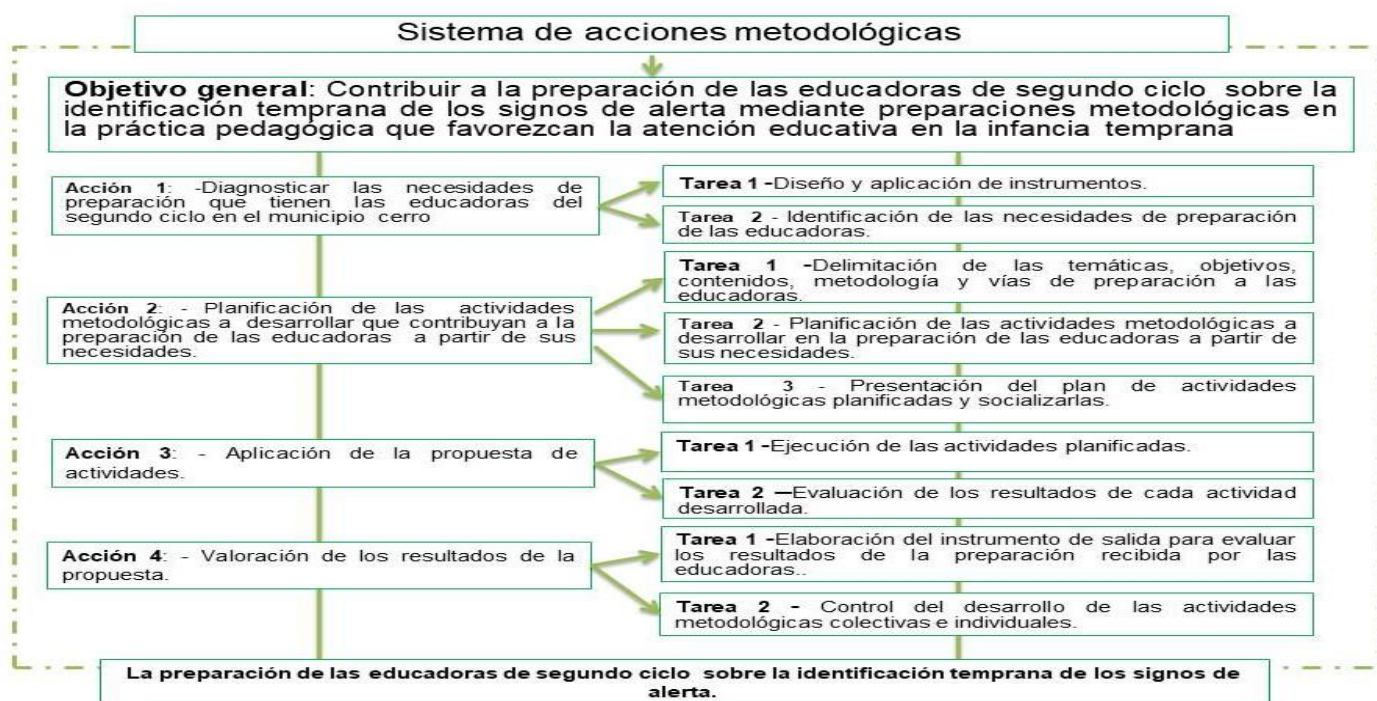 Sistema de acciones metodológicas
Objetivo general: Contribuir a la preparación de las educadoras de segundo ciclo sobre la
identificación temprana de los signos de alerta mediante preparaciones metodológicas en
la práctica pedagógica que favorezcan la atención educativa en la infancia temprana
Acción 1: -Diagnosticar las necesidades de
preparación que tienen las educadoras del
segundo ciclo en el municipio cerro
Tarea 1 -Diseño y aplicación de instrumentos.
Tarea 2 - Identificación de las necesidades de preparación
de las educadoras.
Acción 2: - Planificación de las actividades
metodológicas a desarrollar que contribuyan a la
preparación de las educadoras a partir de sus
necesidades.
Tarea 1 -Delimitación de las temáticas, objetivos,
contenidos, metodología y vías de preparación a las
educadoras.
Tarea 2 - Planificación de las actividades metodológicas a
desarrollar en la preparación de las educadoras a partir de
sus necesidades.
Tarea 3 - Presentación del plan de actividades
metodológicas planificadas y socializarlas.
Acción 3: - Aplicación de la propuesta de
actividades.
Tarea 1 -Ejecución de las actividades planificadas.
Tarea 2 —Evaluación de los resultados de cada actividad
desarrollada.
Acción 4: - Valoración de los resultados de la
propuesta.
Tarea 1 -Elaboración del instrumento de salida para evaluar
los resultados de la preparación recibida por las
educadoras..
Tarea 2 - Control del desarrollo de las actividades
metodológicas colectivas e individuales.
La preparación de las educadoras de segundo ciclo sobre la identificación temprana de los signos de
alerta.